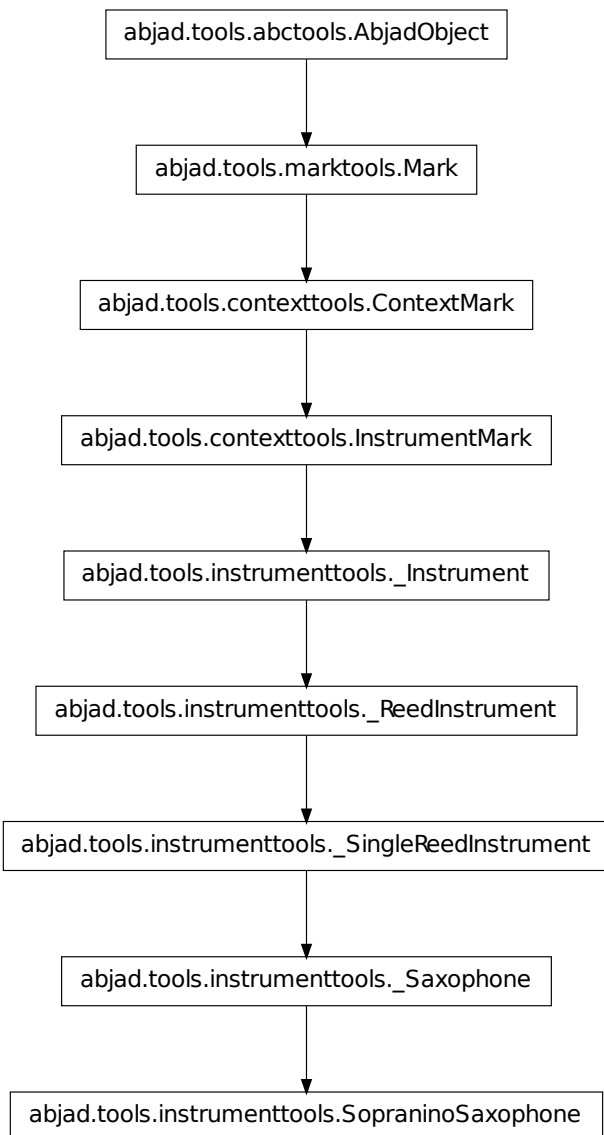 abjad.tools.abctools.AbjadObject
abjad.tools.marktools.Mark
abjad.tools.contexttools.ContextMark
abjad.tools.contexttools.InstrumentMark
abjad.tools.instrumenttools._Instrument
abjad.tools.instrumenttools._ReedInstrument
abjad.tools.instrumenttools._SingleReedInstrument
abjad.tools.instrumenttools._Saxophone
abjad.tools.instrumenttools.SopraninoSaxophone